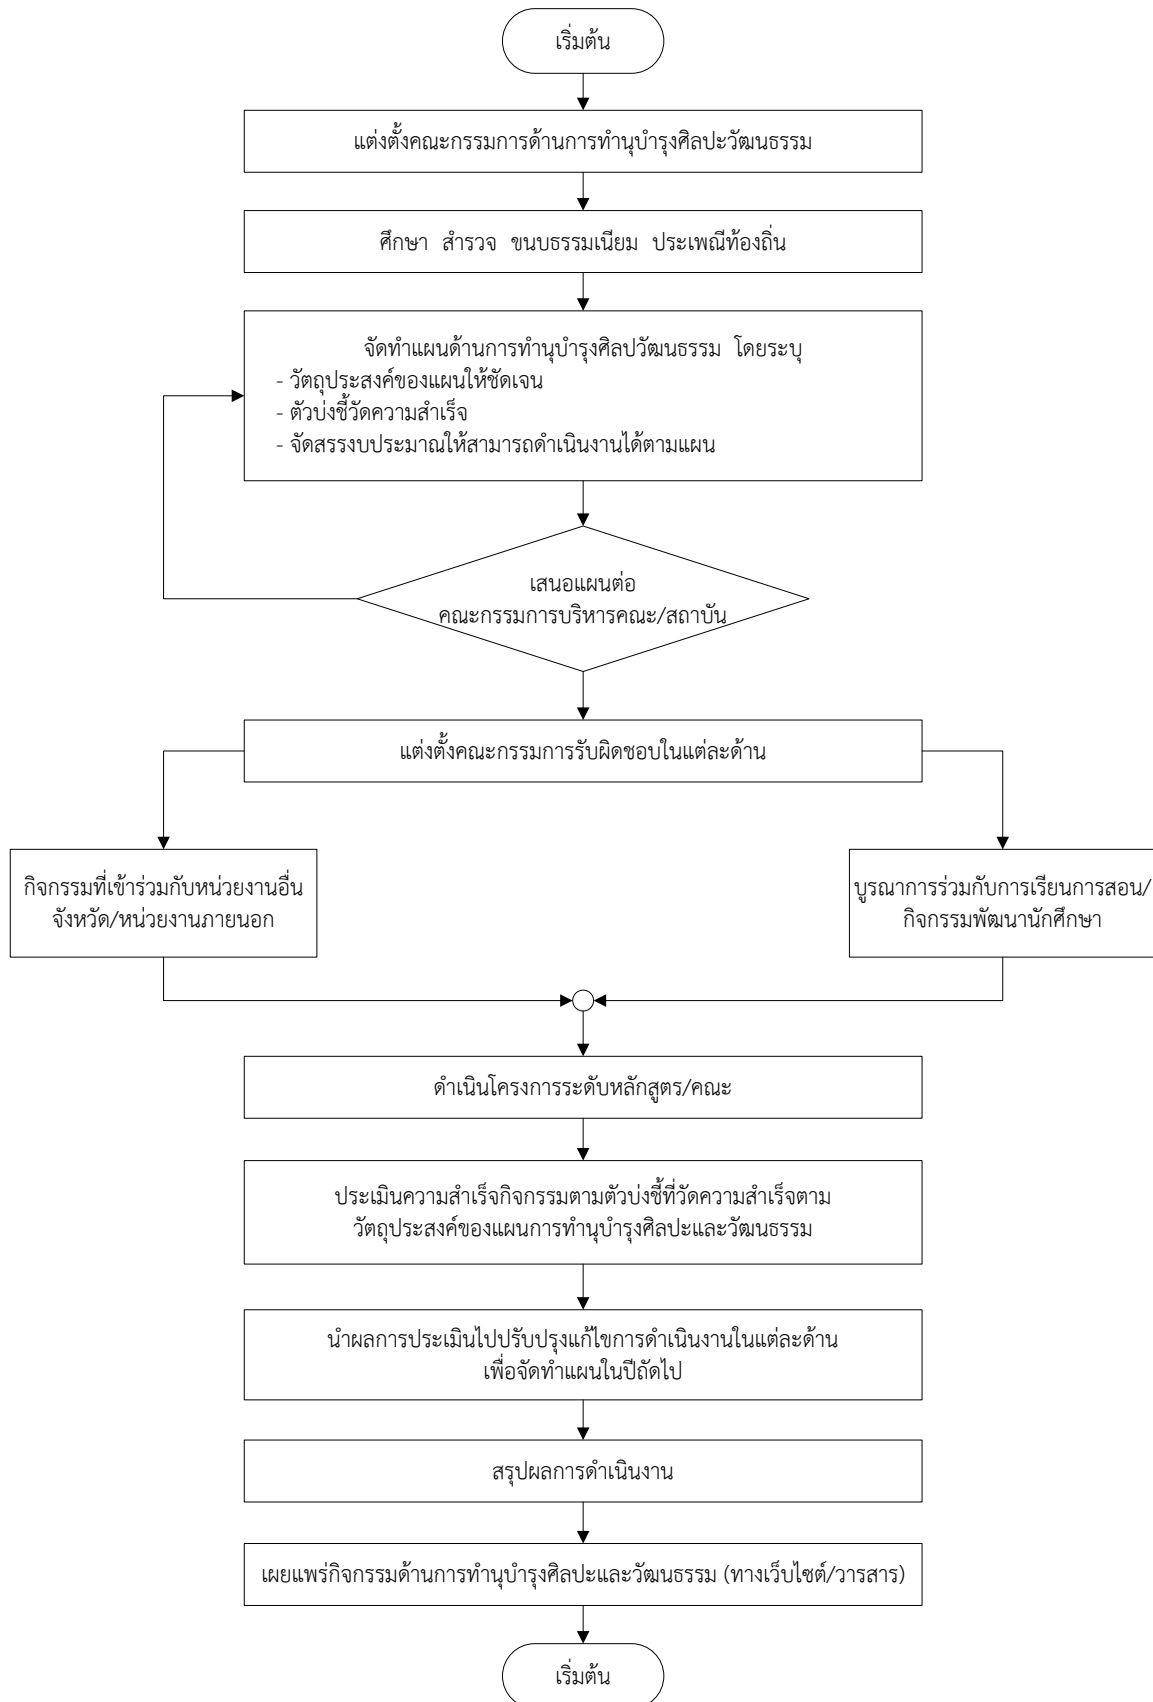 เริ่มต้น
แต่งตั้งคณะกรรมการด้านการทำนุบำรุงศิลปะวัฒนธรรม
ศึกษา สำรวจ ขนบธรรมเนียม ประเพณีท้องถิ่น
จัดทำแผนด้านการทำนุบำรุงศิลปวัฒนธรรม โดยระบุ
- วัตถุประสงค์ของแผนให้ชัดเจน
- ตัวบ่งชี้วัดความสำเร็จ
- จัดสรรงบประมาณให้สามารถดำเนินงานได้ตามแผน
เสนอแผนต่อ
คณะกรรมการบริหารคณะ/สถาบัน
แต่งตั้งคณะกรรมการรับผิดชอบในแต่ละด้าน
กิจกรรมที่เข้าร่วมกับหน่วยงานอื่น
จังหวัด/หน่วยงานภายนอก
บูรณาการร่วมกับการเรียนการสอน/
กิจกรรมพัฒนานักศึกษา
ดำเนินโครงการระดับหลักสูตร/คณะ
ประเมินความสำเร็จกิจกรรมตามตัวบ่งชี้ที่วัดความสำเร็จตาม
วัตถุประสงค์ของแผนการทำนุบำรุงศิลปะและวัฒนธรรม
นำผลการประเมินไปปรับปรุงแก้ไขการดำเนินงานในแต่ละด้าน
เพื่อจัดทำแผนในปีถัดไป
สรุปผลการดำเนินงาน
เผยแพร่กิจกรรมด้านการทำนุบำรุงศิลปะและวัฒนธรรม (ทางเว็บไซต์/วารสาร)
เริ่มต้น